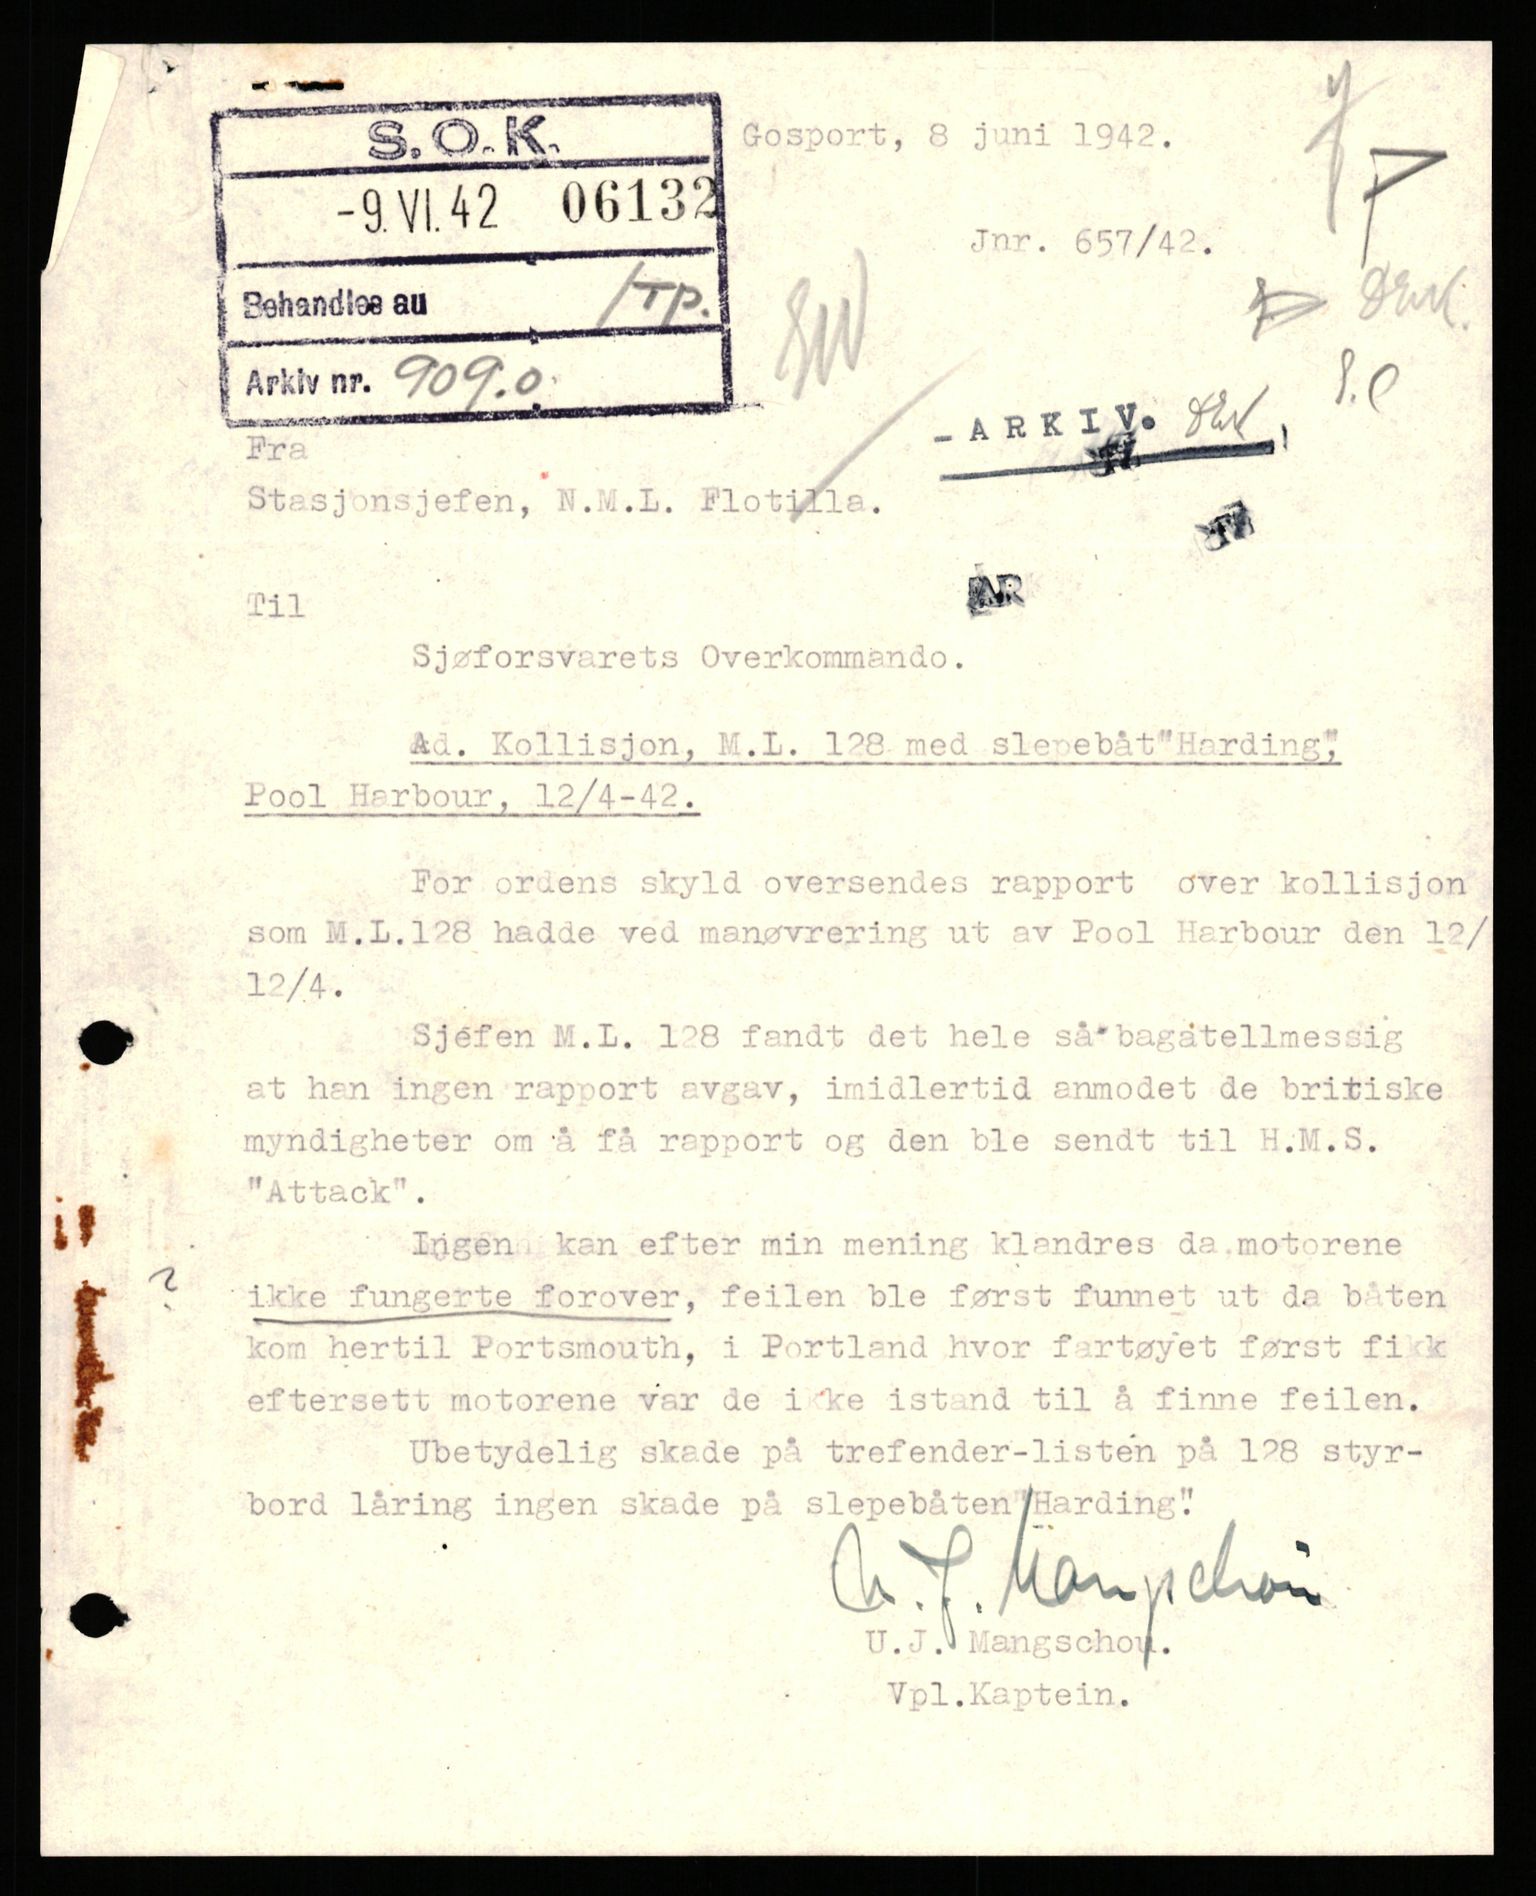 S.O.K.
Gosport, 8 juni 1942.
-9. VI. 42 06132
Jnr. 657/42.
Behandles av
Arkiv nr. 909.0
-ARKIV.
Fra
Stasjonsjefen, N.M.L. Flotilla.
AR
Til
Sjøforsvarets Overkommando.
Ad. Kollisjon, M.L. 128 med slepebåt "Harding",
Pool Harbour, 12/4-42.
For ordens skyld oversendes rapport over kollisjon
som M.L.128 hadde ved manøvrering ut av Pool Harbour den 12/
12/4.
Sjefen M.L. 128 fandt det hele så bagatellmessig
at han ingen rapport avgav, imidlertid anmodet de britiske
myndigheter om å få rapport og den ble sendt til H.M.S.
"Attack".
Ingen kan efter min mening klandres da motorene
? ikke fungerte forover, feilen ble først funnet ut da båten
kom hertil Portsmouth, i Portland hvor fartøyet først fikk
eftersett motorene var de ikke istand til å finne feilen.
Ubetydelig skade på trefender-listen på 128 styr-
bord låring ingen skade på slepebåten "Harding".
U.J. Mangschou
U.J. Mangschou.
Vpl.Kaptein.